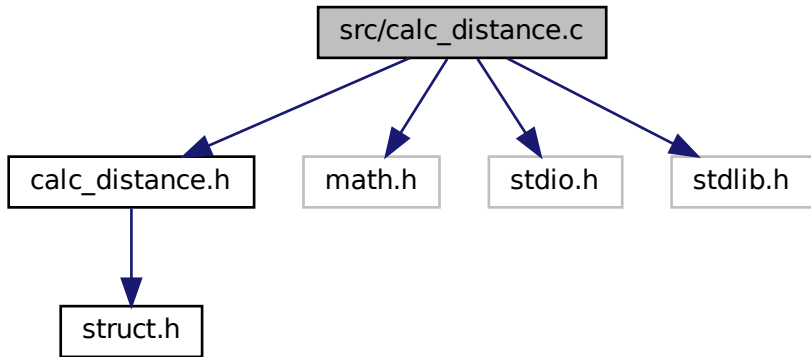 src/calc_distance.c
calc_distance.h
math.h
stdio.h
stdlib.h
struct.h